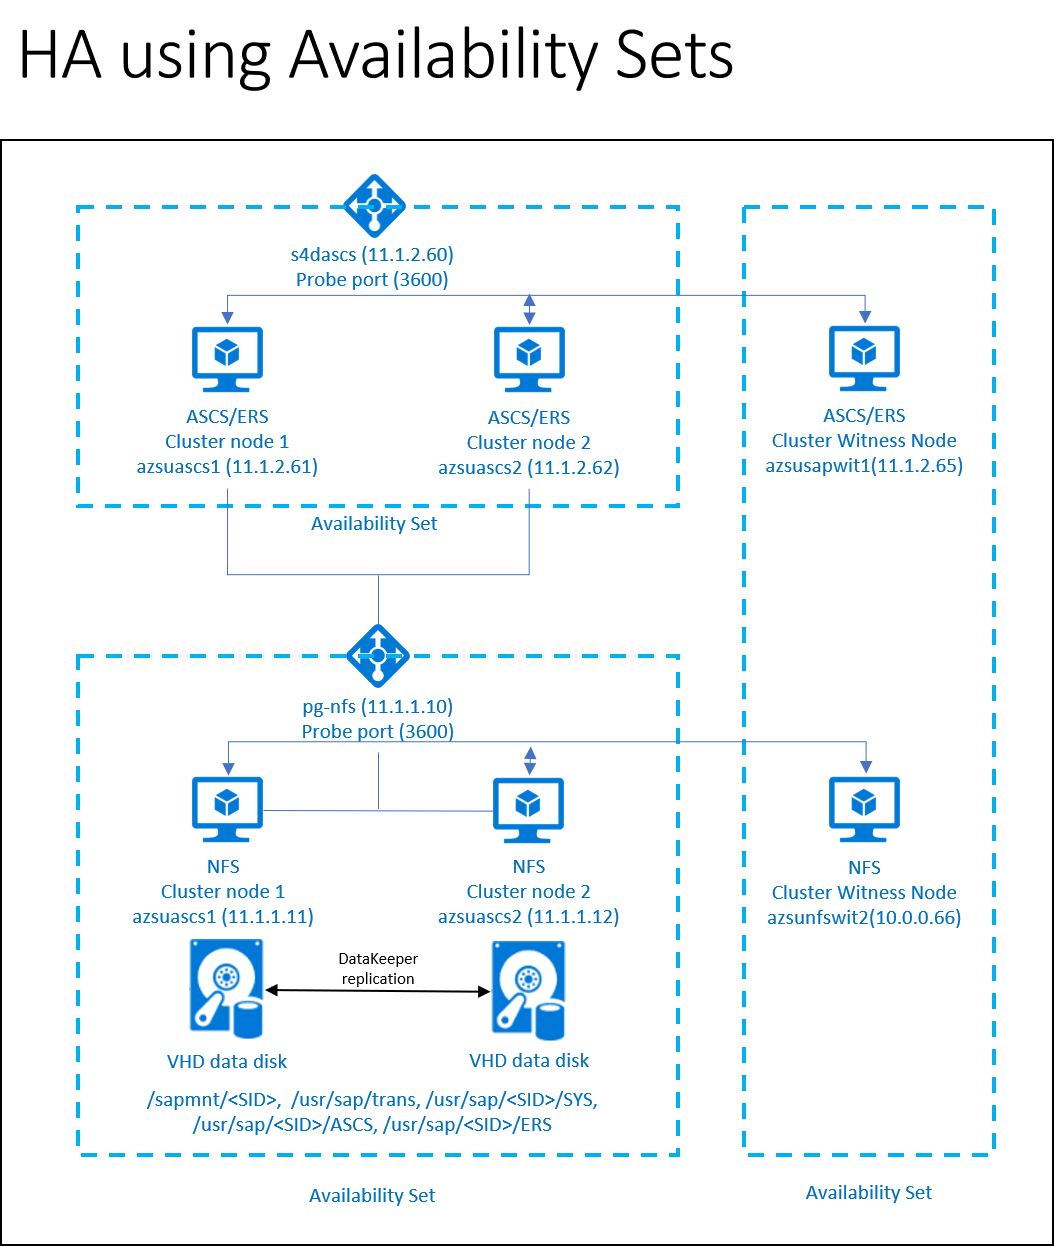 HA using Availability Sets
s4dascs (11.1.2.60)
Probe port (3600)
ASCS/ERS
Cluster node 1
azsuascs1 (11.1.2.61)
ASCS/ERS
Cluster node 2
azsuascs2 (11.1.2.62)
ASCS/ERS
Cluster Witness Node
azsusapwit1(11.1.2.65)
Availability Set
pg-nfs (11.1.1.10)
Probe port (3600)
NFS
Cluster node 1
azsuascs1 (11.1.1.11)
NFS
Cluster node 2
azsuascs2 (11.1.1.12)
NFS
Cluster Witness Node
azsunfswit2(10.0.0.66)
DataKeeper
replication
VHD data disk
VHD data disk
/sapmnt/<SID>, /usr/sap/trans, /usr/sap/<SID>/SYS,
/usr/sap/<SID>/ASCS, /usr/sap/<SID>/ERS
Availability Set
Availability Set